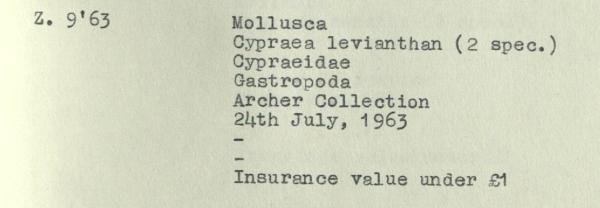 Z. 9'63 Mollusca
Cypraea levianthan (2 spec.)
Cypraeidae
Gastropoda
Archer Collection
24th July, 1963
-
-
Insurance value under £1